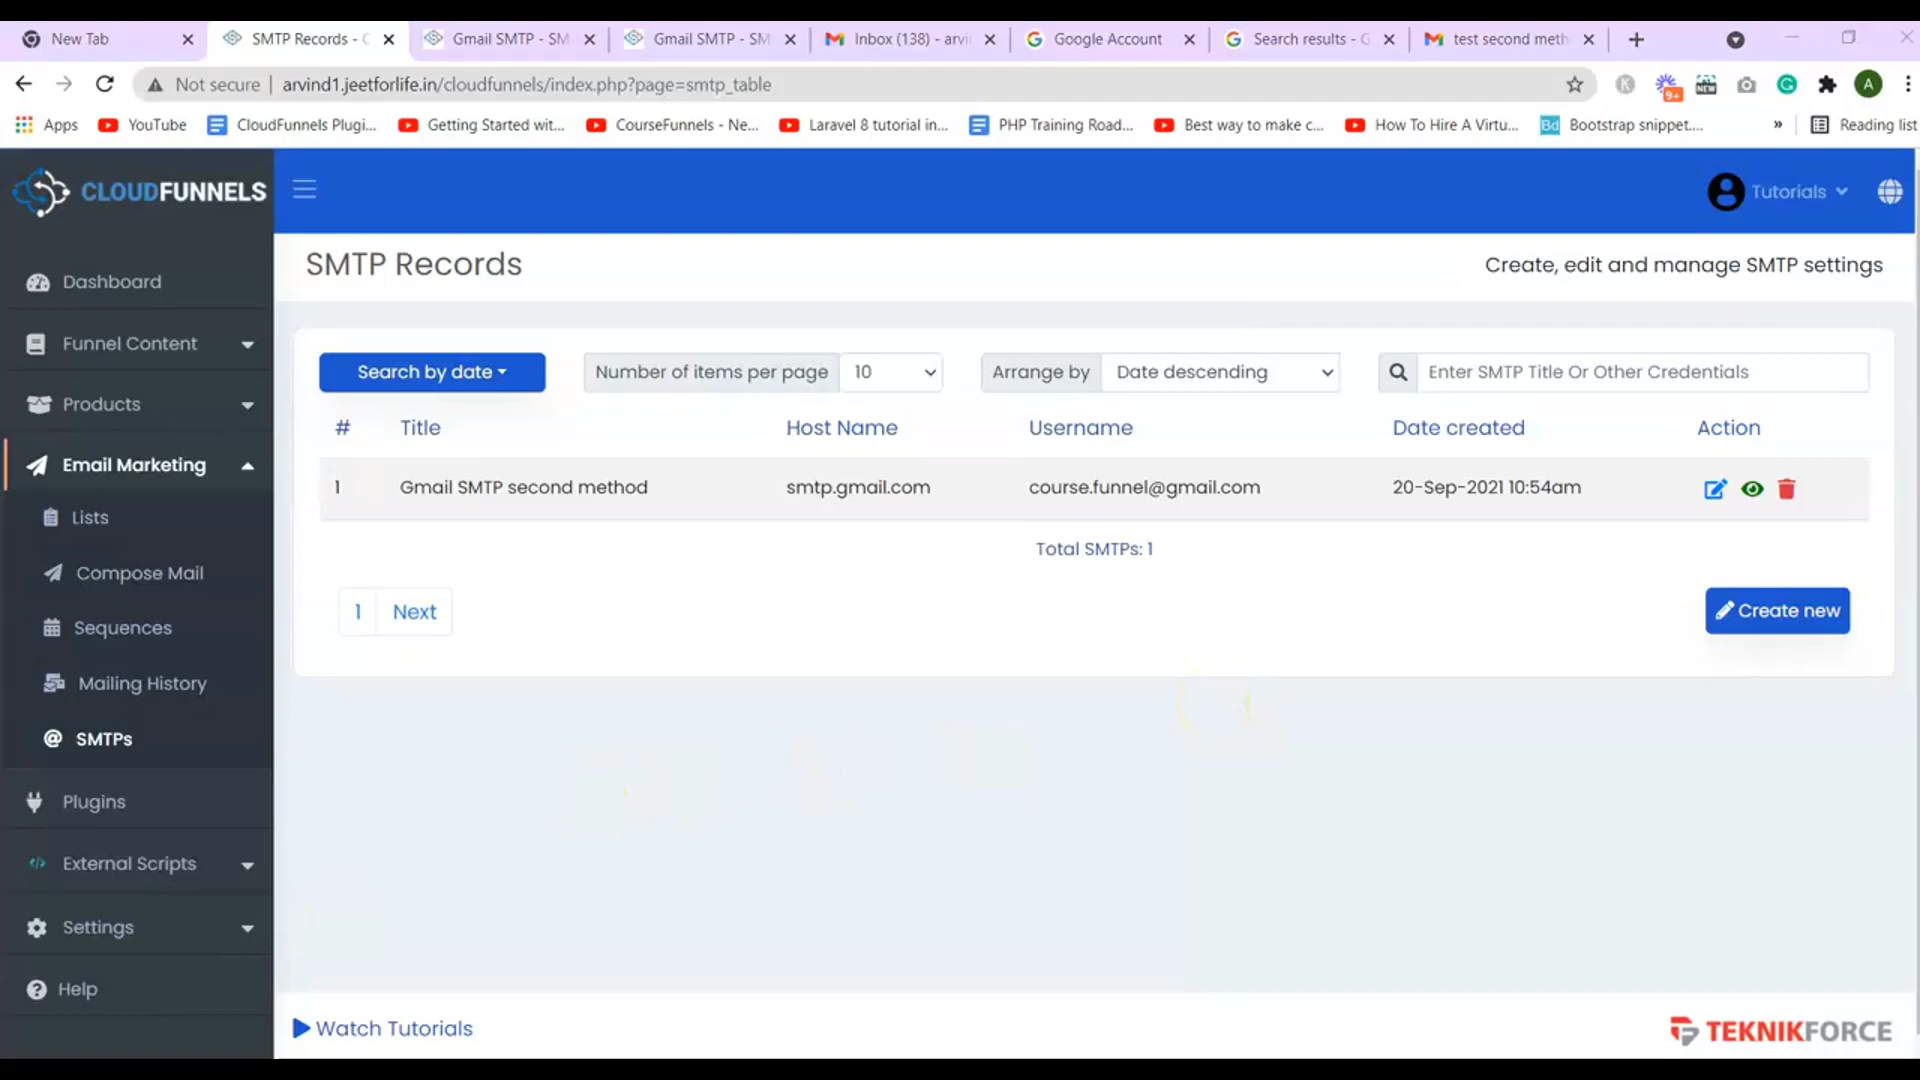 New Tab
SMTP Records - C
Gmail SMTP - SM
Gmail SMTP - SM
Inbox (138) - arvi
Google Account
Search results - G
test second meth
Not secure | arvind1.jeetforlife.in/cloudfunnels/index.php?page=smtp_table
K
9+
NEW
G
A
Apps
YouTube
CloudFunnels Plugi...
Getting Started wit...
CourseFunnels - Ne...
Laravel 8 tutorial in...
PHP Training Road...
Best way to make c...
How To Hire A Virtu...
Bd Bootstrap snippet....
»
Reading list
CLOUDFUNNELS
Tutorials
SMTP Records
Create, edit and manage SMTP settings
Dashboard
Funnel Content
Products
Email Marketing
Lists
Compose Mail
Sequences
Mailing History
@ SMTPs
Plugins
External Scripts
Settings
Help
Search by date
Number of items per page 10
Arrange by Date descending
Enter SMTP Title Or Other Credentials
# Title Host Name Username Date created Action
1 Gmail SMTP second method smtp.gmail.com course.funnel@gmail.com 20-Sep-2021 10:54am
Total SMTPs: 1
1 Next
Create new
Watch Tutorials
TEKNIKFORCE